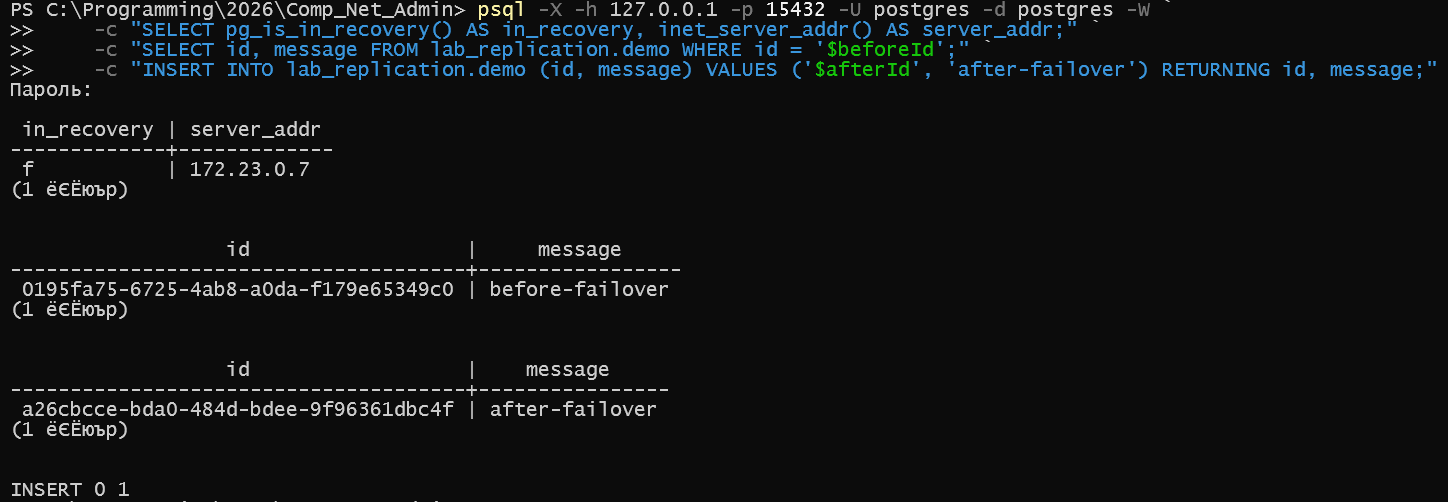 PS C:\Programming\2026\Comp_Net_Admin> psql -X -h 127.0.0.1 -p 15432 -U postgres -d postgres -W `
>>     -c "SELECT pg_is_in_recovery() AS in_recovery, inet_server_addr() AS server_addr;" `
>>     -c "SELECT id, message FROM lab_replication.demo WHERE id = '$beforeId';" `
>>     -c "INSERT INTO lab_replication.demo (id, message) VALUES ('$afterId', 'after-failover') RETURNING id, message;"
Пароль:
 in_recovery | server_addr
-------------+-------------
 f           | 172.23.0.7
(1 ёЄЁюър)
                  id                  |     message
--------------------------------------+-----------------
 0195fa75-6725-4ab8-a0da-f179e65349c0 | before-failover
(1 ёЄЁюър)
                  id                  |    message
--------------------------------------+----------------
 a26cbcce-bda0-484d-bdee-9f96361dbc4f | after-failover
(1 ёЄЁюър)
INSERT 0 1